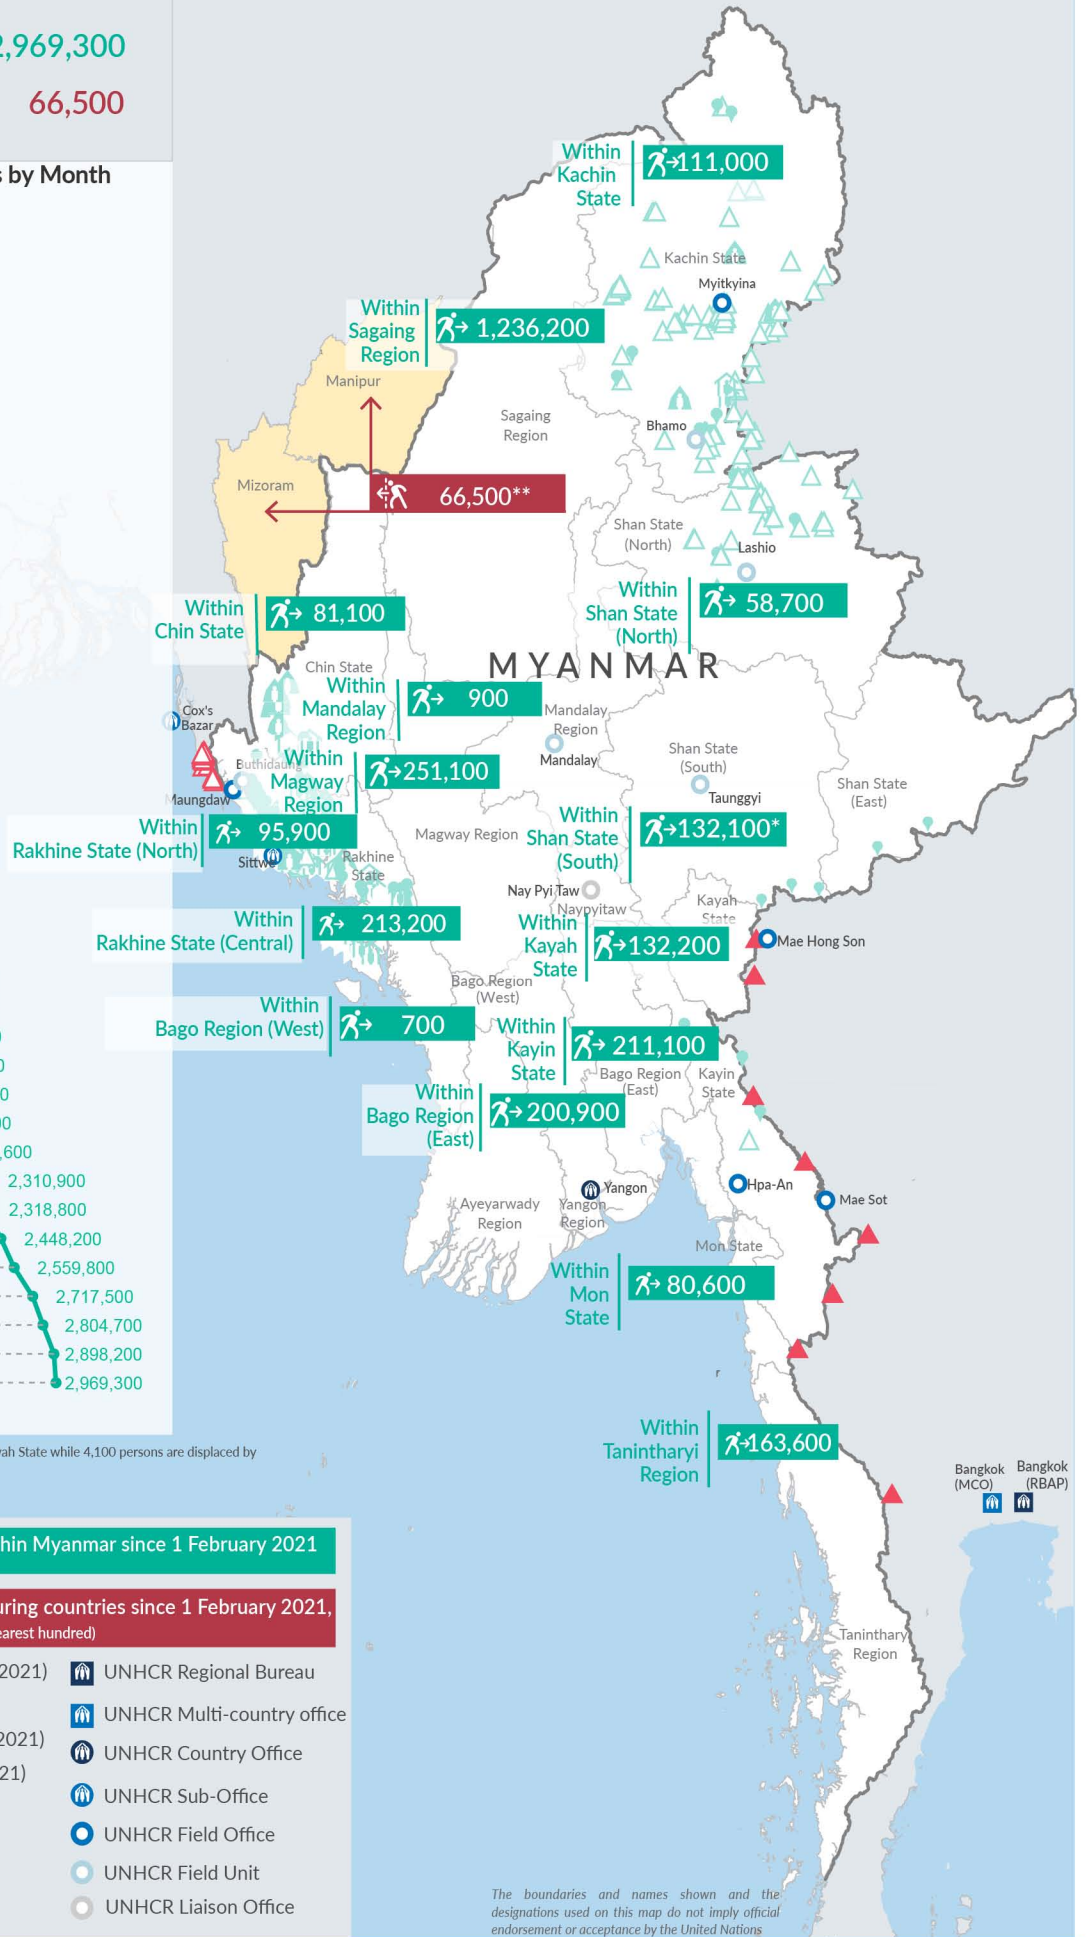 2,969,300
66,500
s by Month
Within
Kachin
State
111,000
Kachin State
Myitkyina
Within
Sagaing
Region
1,236,200
Manipur
Sagaing
Region
Bhamo
Mizoram
66,500**
Shan State
(North)
Lashio
Within
Shan State
(North)
58,700
Within
Chin State
81,100
MYANMAR
Chin State
Within
Mandalay
Region
900
Mandalay
Region
Mandalay
Cox's
Bazar
Shan State
(South)
Taunggyi
Shan State
(East)
Buthidaung
Maungdaw
Within
Magway
Region
251,100
Magway Region
Within
Shan State
(South)
132,100*
Within
Rakhine State (North)
95,900
Sittwe
Rakhine
State
Nay Pyi Taw
Naypyitaw
Kayah
State
Within
Rakhine State (Central)
213,200
Within
Kayah
State
132,200
Mae Hong Son
Bago Region
(West)
Within
Bago Region (West)
700
Within
Kayin
State
211,100
Bago Region
(East)
Kayin
State
Within
Bago Region
(East)
200,900
0
0
0
00
,600
2,310,900
2,318,800
2,448,200
2,559,800
2,717,500
2,804,700
2,898,200
2,969,300
Yangon
Hpa-An
Mae Sot
Ayeyarwady
Region
Yangon
Region
Mon State
Within
Mon
State
80,600
r
Within
Tanintharyi
Region
163,600
yah State while 4,100 persons are displaced by
Bangkok
(MCO)
Bangkok
(RBAP)
Taninthary
Region
hin Myanmar since 1 February 2021
uring countries since 1 February 2021,
earest hundred)
2021)
UNHCR Regional Bureau
UNHCR Multi-country office
2021)
UNHCR Country Office
21)
UNHCR Sub-Office
UNHCR Field Office
UNHCR Field Unit
UNHCR Liaison Office
The boundaries and names shown and the
designations used on this map do not imply official
endorsement or acceptance by the United Nations